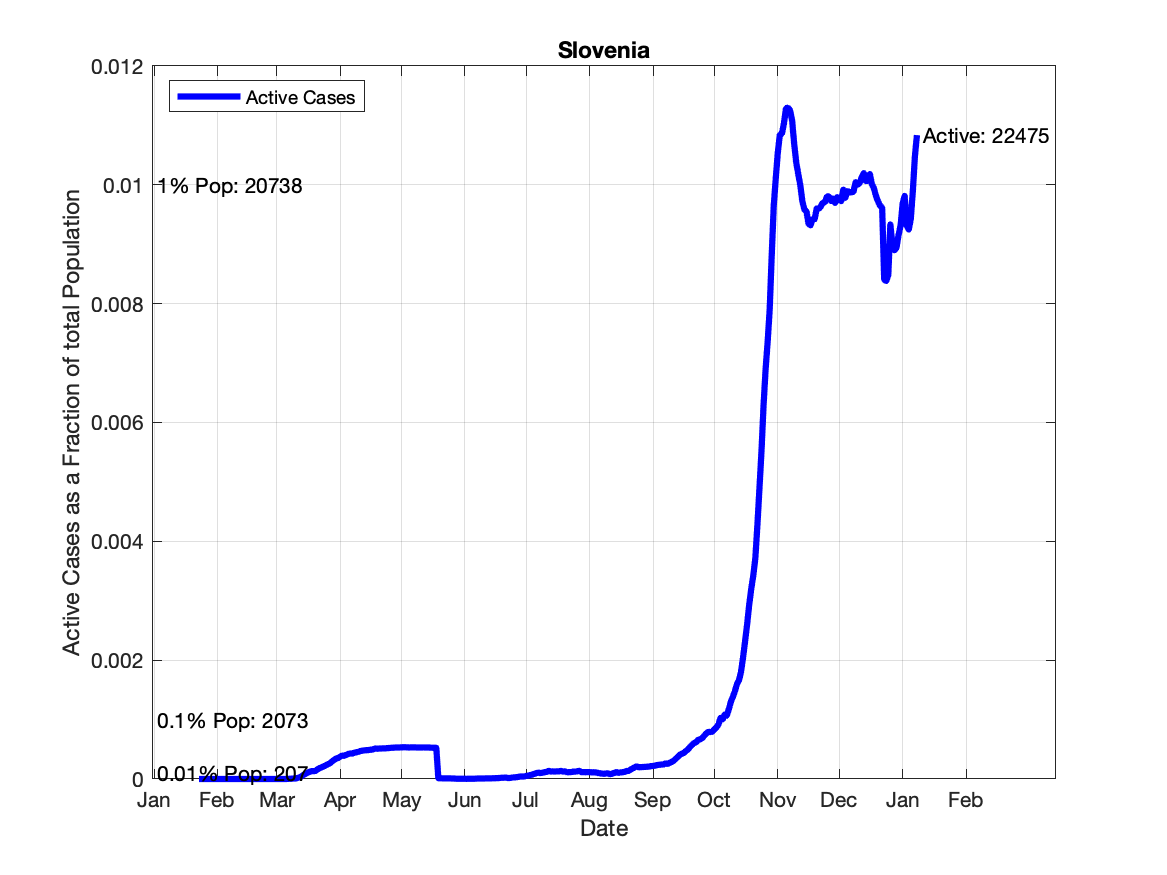 Slovenia
0.012
0.01
0.008
0.006
0.004
0.002
0
Active Cases as a Fraction of total Population
Active Cases
1% Pop: 20738
0.1% Pop: 2073
0.01% Pop: 207
Active: 22475
Jan Feb Mar Apr May Jun Jul Aug Sep Oct Nov Dec Jan Feb
Date